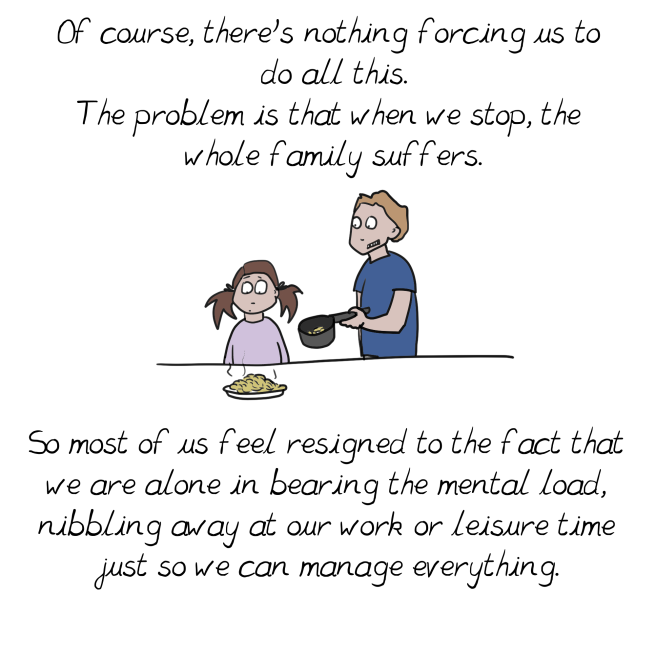 Of course, there's nothing forcing us to
do all this.
The problem is that when we stop, the
whole family suffers.
So most of us feel resigned to the fact that
we are alone in bearing the mental load,
nibbling away at our work or leisure time
just so we can manage everything.